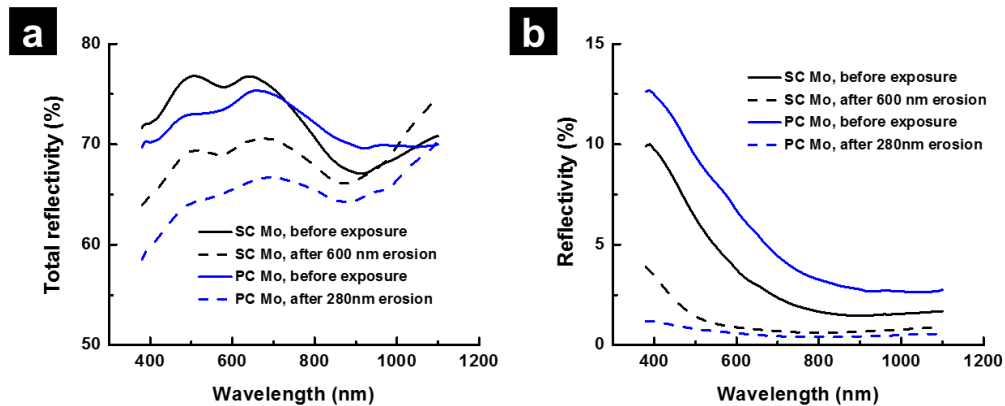 a
80
70
60
50
Total reflectivity (%)
SC Mo, before exposure
SC Mo, after 600 nm erosion
PC Mo, before exposure
PC Mo, after 280nm erosion
400 600 800 1000 1200
Wavelength (nm)
b
15
10
5
0
Reflectivity (%)
SC Mo, before exposure
SC Mo, after 600 nm erosion
PC Mo, before exposure
PC Mo, after 280nm erosion
400 600 800 1000 1200
Wavelength (nm)